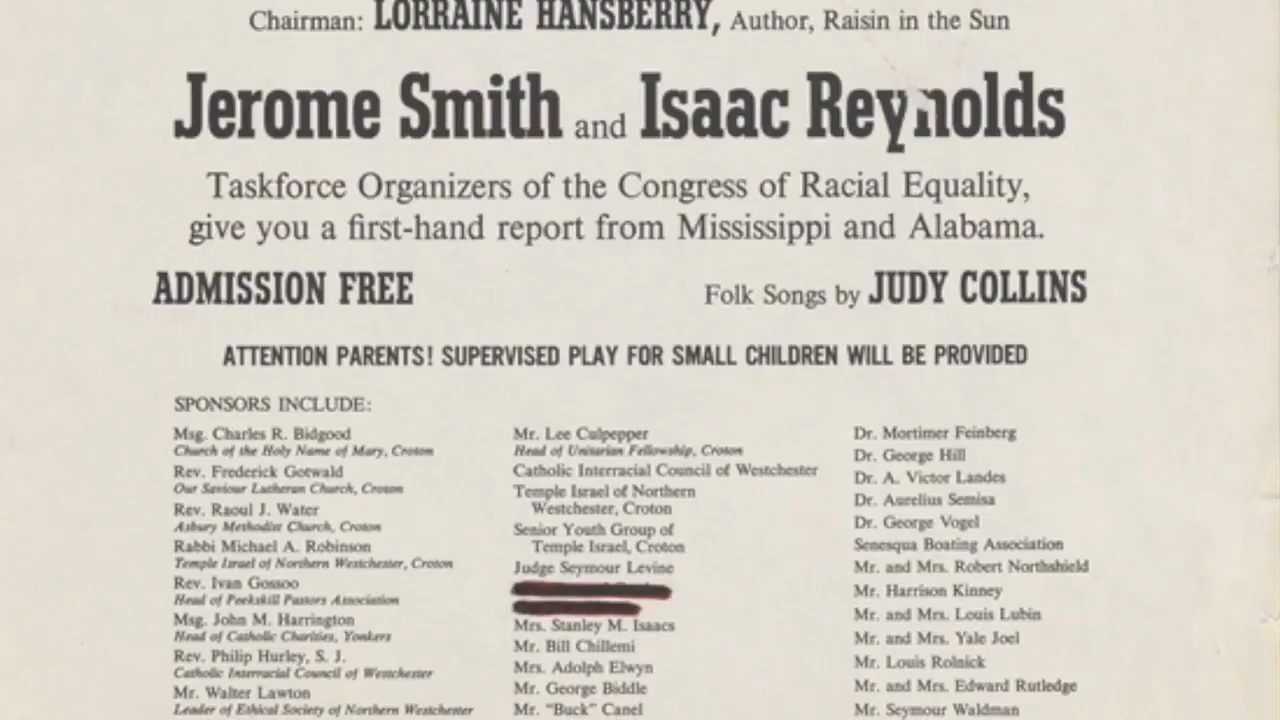 Chairman: LORRAINE HANSBERRY, Author, Raisin in the Sun
Jerome Smith and Isaac Reynolds
Taskforce Organizers of the Congress of Racial Equality,
give you a first-hand report from Mississippi and Alabama.
ADMISSION FREE
Folk Songs by JUDY COLLINS
ATTENTION PARENTS! SUPERVISED PLAY FOR SMALL CHILDREN WILL BE PROVIDED
SPONSORS INCLUDE:
Msg. Charles R. Bidgood
Church of the Holy Name of Mary, Croton
Rev. Frederick Gotwald
Our Saviour Lutheran Church, Croton
Rev. Raoul J. Water
Asbury Methodist Church, Croton
Rabbi Michael A. Robinson
Temple Israel of Northern Westchester, Croton
Rev. Ivan Gossoo
Head of Peekskill Pastors Association
Msg. John M. Harrington
Head of Catholic Charities, Yonkers
Rev. Philip Hurley, S. J.
Catholic Interracial Council of Westchester
Mr. Walter Lawton
Leader of Ethical Society of Northern Westchester
Mr. Lee Culpepper
Head of Unitarian Fellowship, Croton
Catholic Interracial Council of Westchester
Temple Israel of Northern
Westchester, Croton
Senior Youth Group of
Temple Israel, Croton
Judge Seymour Levine
Mrs. Stanley M. Isaacs
Mr. Bill Chillemi
Mrs. Adolph Elwyn
Mr. George Biddle
Mr. "Buck" Canel
Dr. Mortimer Feinberg
Dr. George Hill
Dr. A. Victor Landes
Dr. Aurelius Semisa
Dr. George Vogel
Senesqua Boating Association
Mr. and Mrs. Robert Northshield
Mr. Harrison Kinney
Mr. and Mrs. Louis Lubin
Mr. and Mrs. Yale Joel
Mr. Louis Rolnick
Mr. and Mrs. Edward Rutledge
Mr. Seymour Waldman